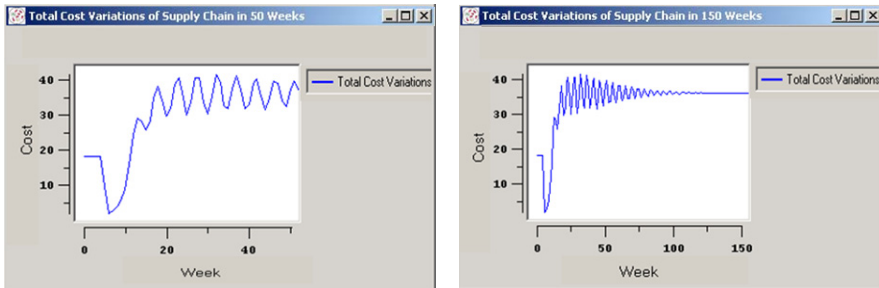 Total Cost Variations of Supply Chain in 50 Weeks
Total Cost Variations
Cost
40
30
20
10
0
20
40
Week
Total Cost Variations of Supply Chain in 150 Weeks
Total Cost Variations
Cost
40
30
20
10
0
50
100
150
Week